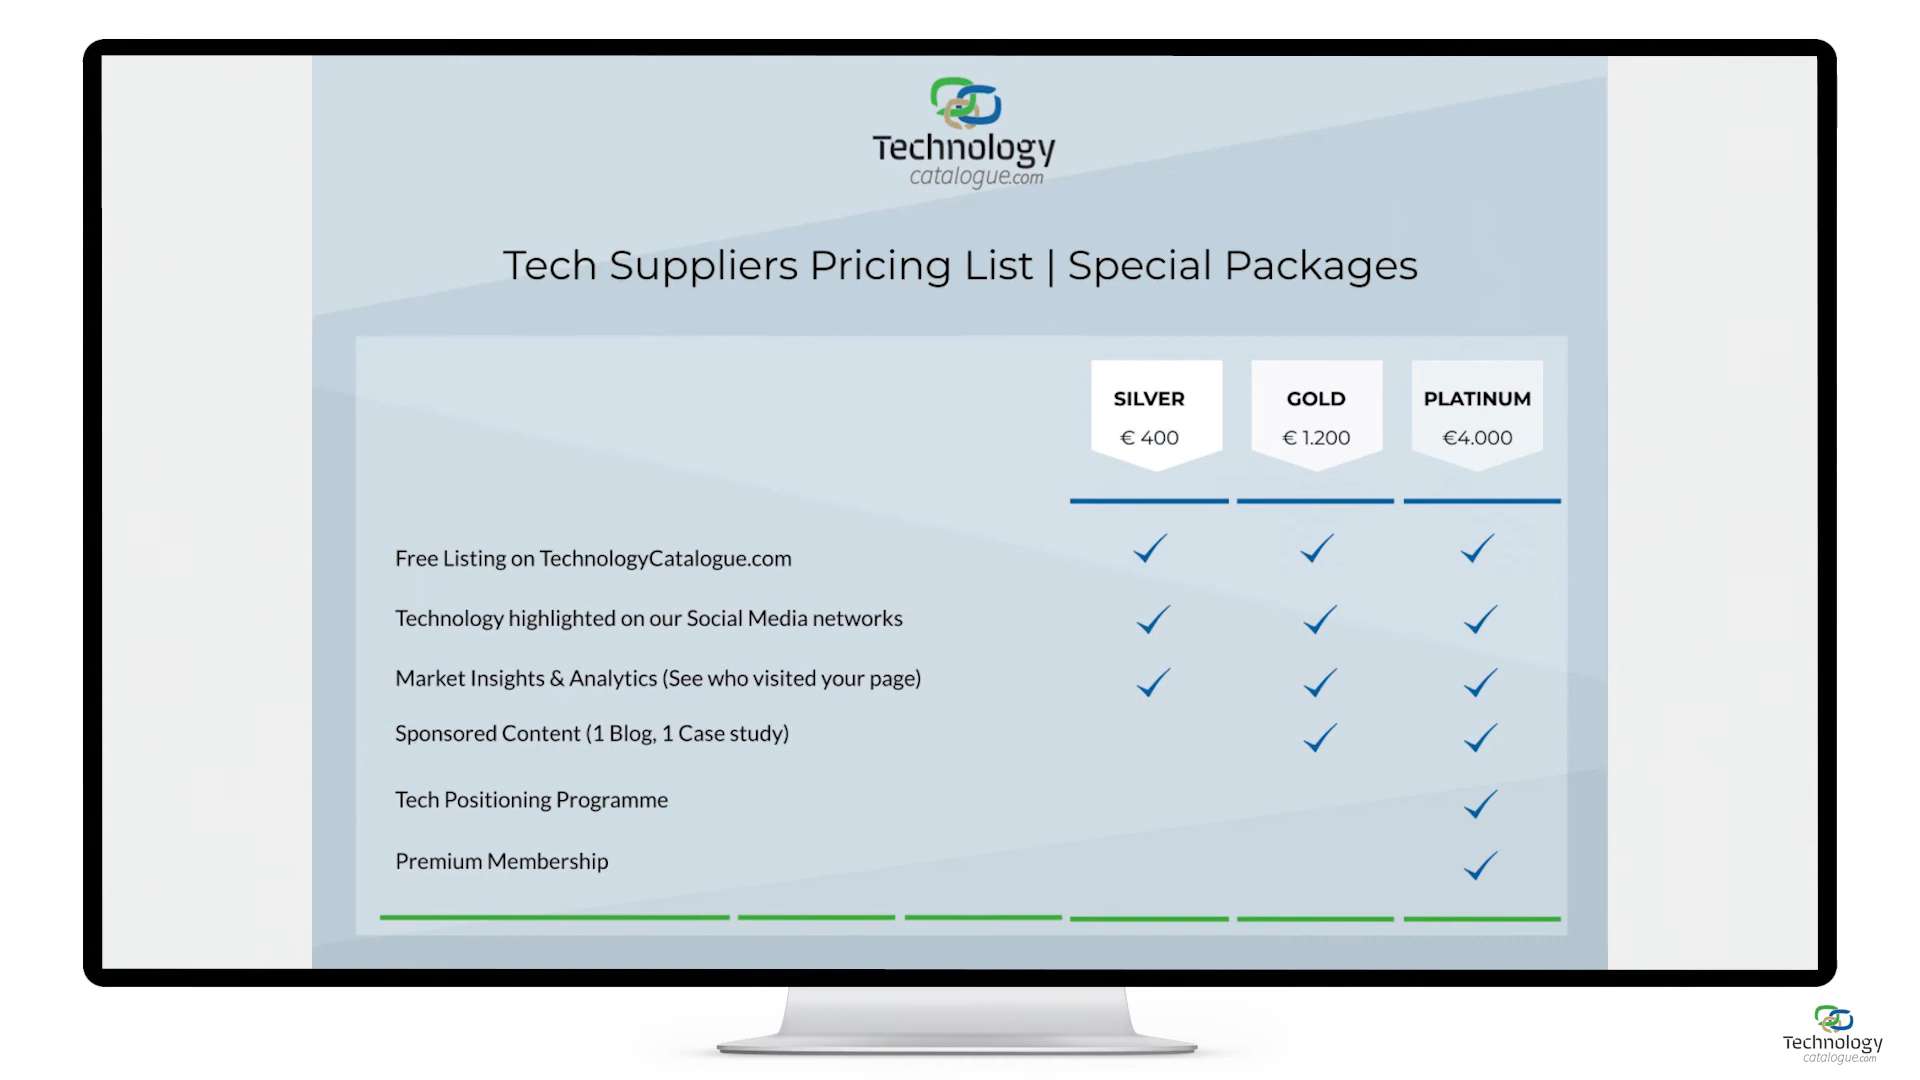 Technology
catalogue.com
Tech Suppliers Pricing List | Special Packages
SILVER GOLD PLATINUM
€ 400 € 1.200 €4.000
Free Listing on TechnologyCatalogue.com
Technology highlighted on our Social Media networks
Market Insights & Analytics (See who visited your page)
Sponsored Content (1 Blog, 1 Case study)
Tech Positioning Programme
Premium Membership
Technology
catalogue.com